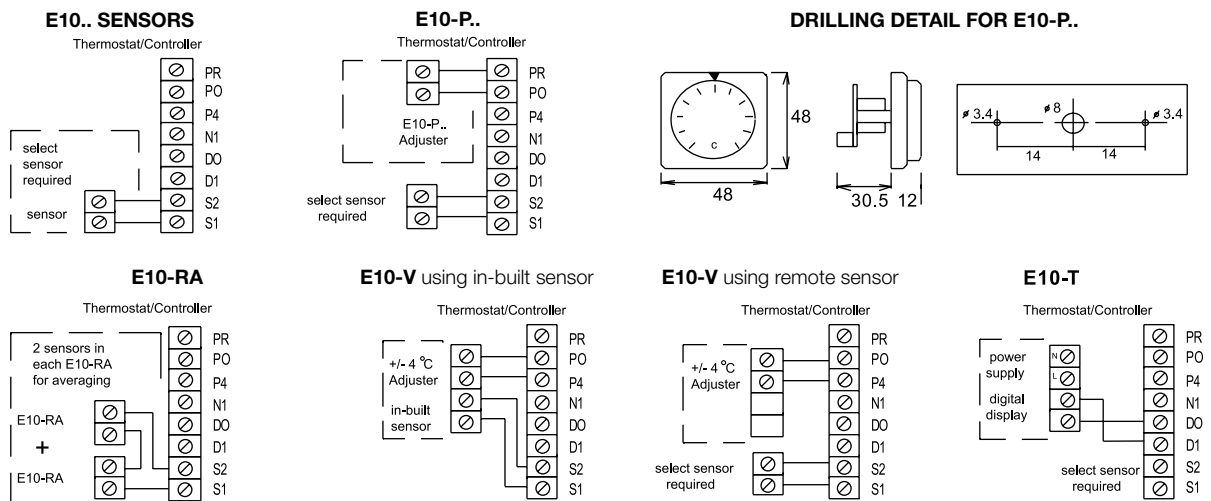 E10.. SENSORS
Thermostat/Controller
PR
PO
P4
N1
DO
D1
S2
S1
select
sensor
required
sensor
E10-P..
Thermostat/Controller
PR
PO
P4
N1
DO
D1
S2
S1
E10-P..
Adjuster
select sensor
required
DRILLING DETAIL FOR E10-P..
C
48
48
30.5 12
ø 3.4
ø 8
ø 3.4
14
14
E10-RA
Thermostat/Controller
PR
PO
P4
N1
DO
D1
S2
S1
2 sensors in
each E10-RA
for averaging
E10-RA
+
E10-RA
E10-V using in-built sensor
Thermostat/Controller
PR
PO
P4
N1
DO
D1
S2
S1
+/- 4 °C
Adjuster
in-built
sensor
E10-V using remote sensor
Thermostat/Controller
PR
PO
P4
N1
DO
D1
S2
S1
+/- 4 °C
Adjuster
select sensor
required
E10-T
Thermostat/Controller
PR
PO
P4
N1
DO
D1
S2
S1
power
supply
N
L
digital
display
select sensor
required